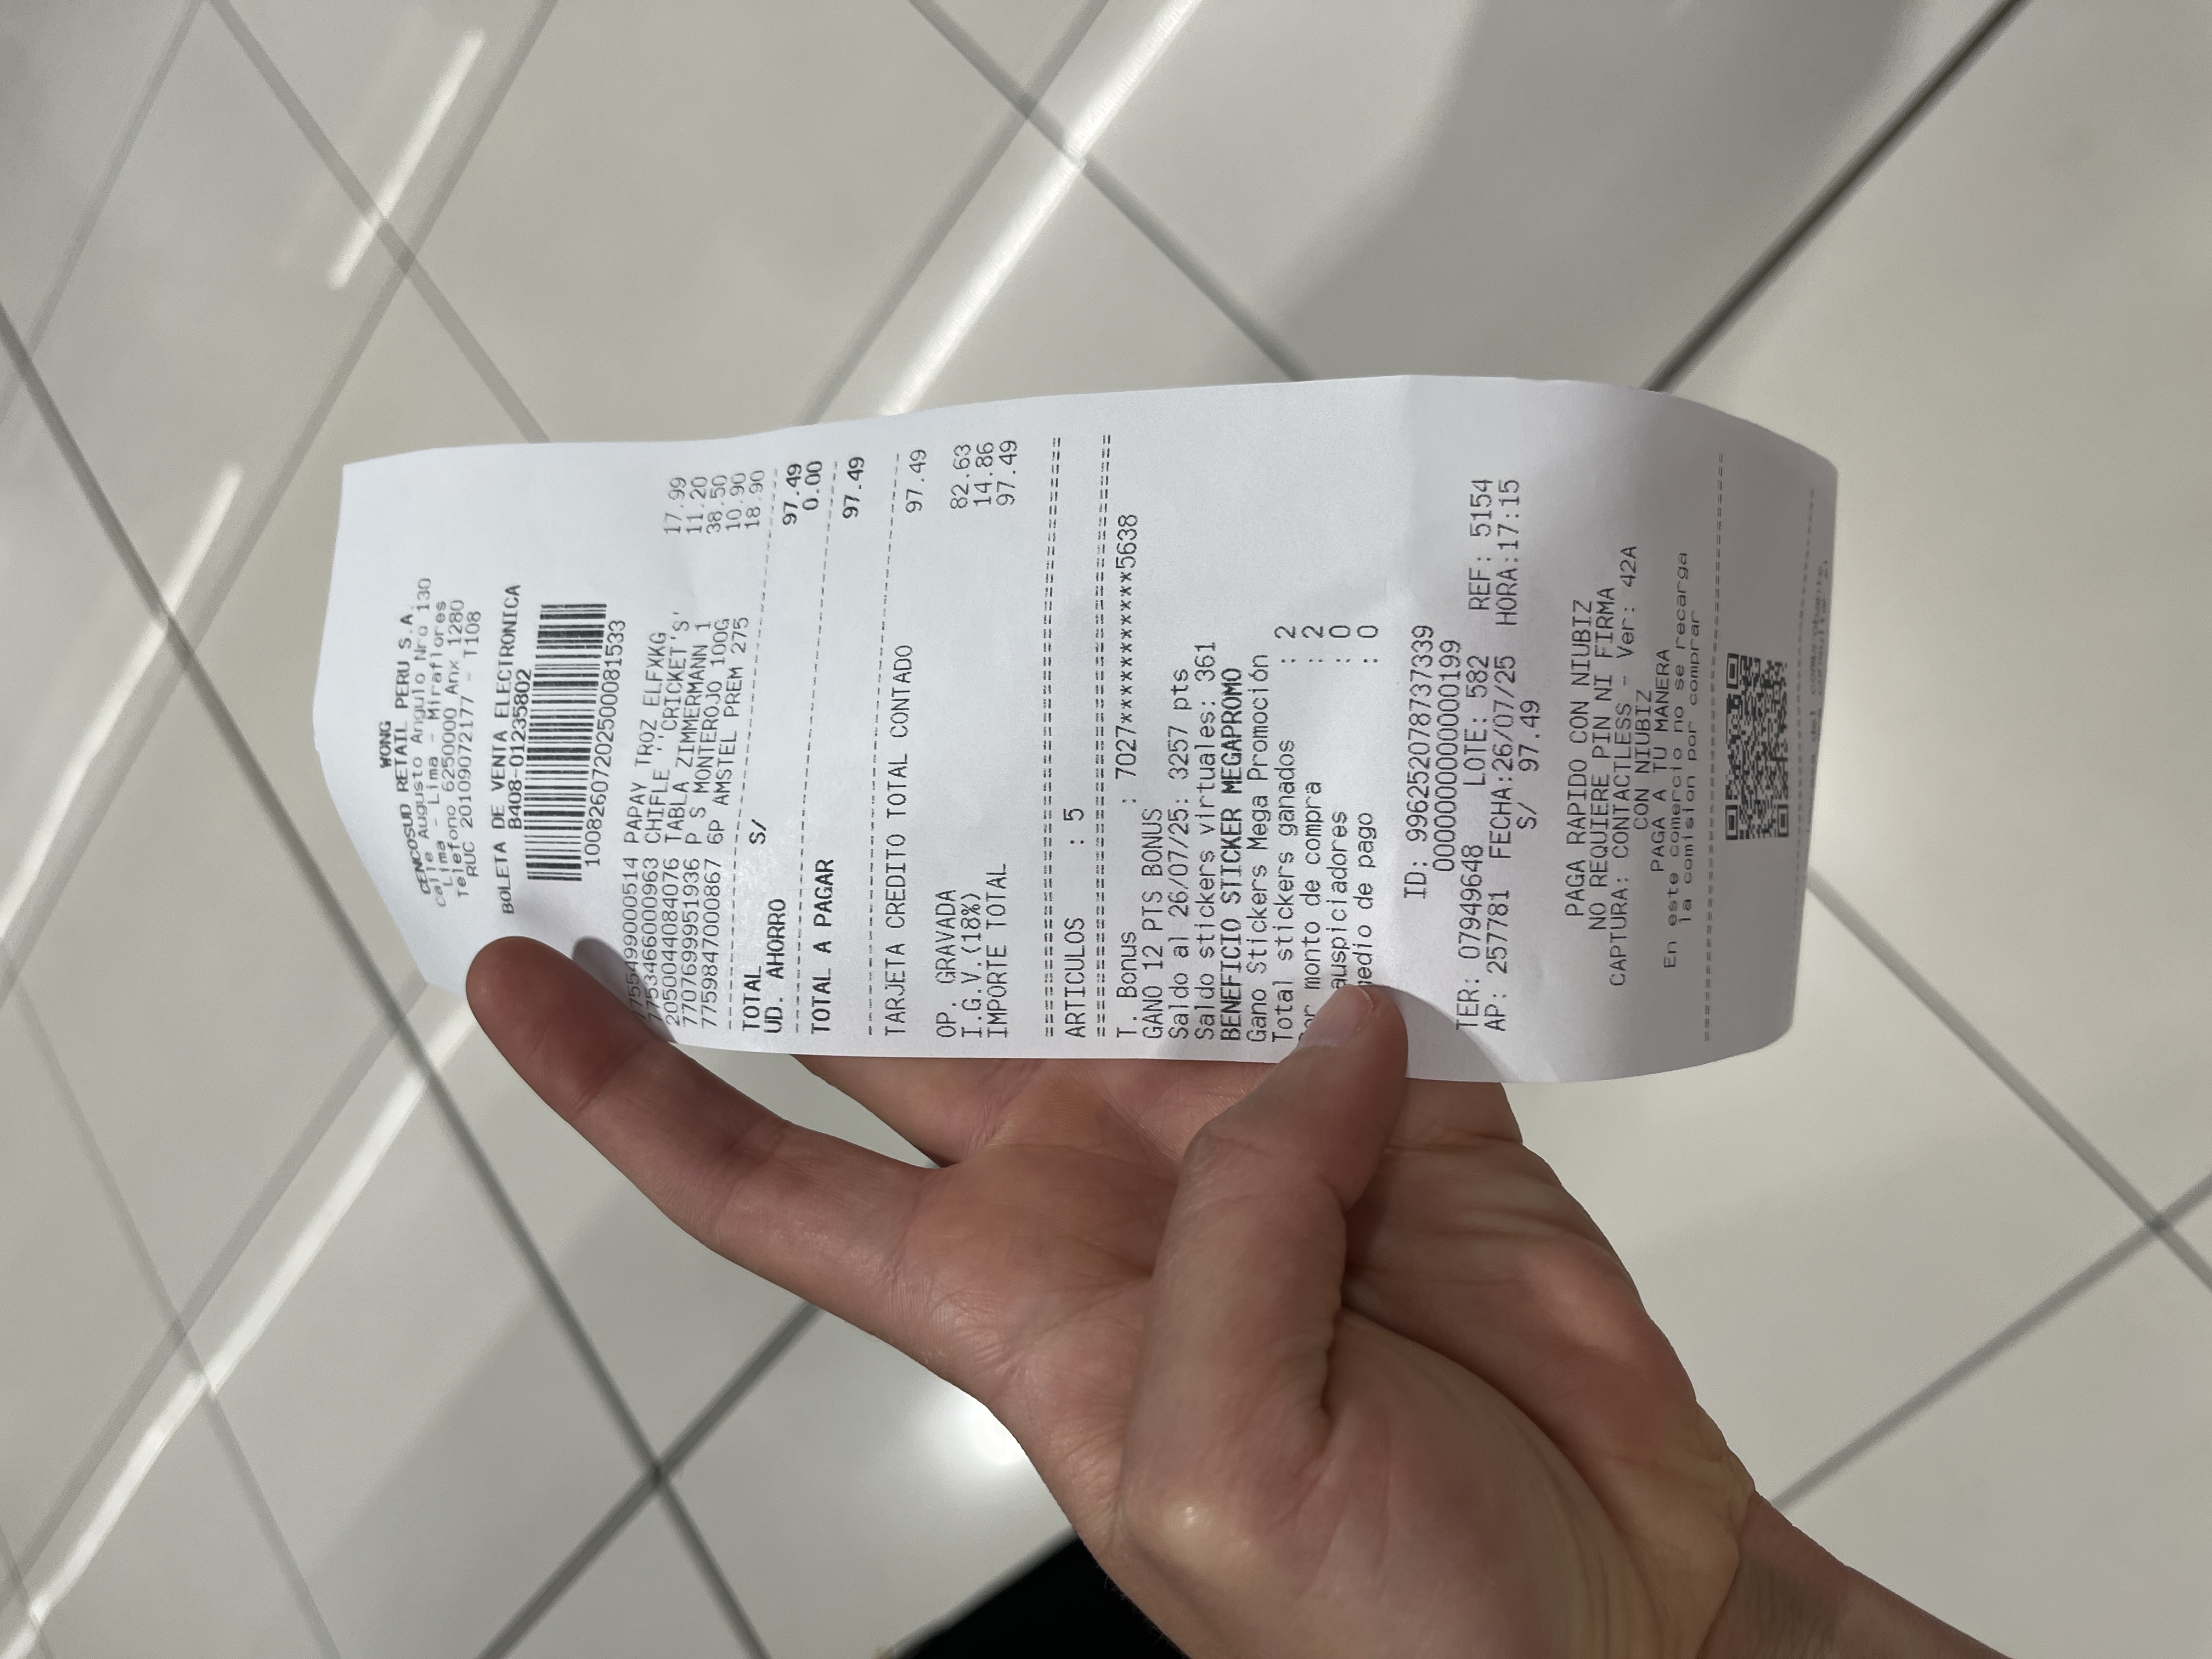 WONG
CENCOSUD RETAIL PERU S.A.
Calle Augusto Angulo Nro 130
Lima - Lima - Miraflores
Telefono 6250000 Anx 1280
RUC 20109072177 - T108
BOLETA DE VENTA ELECTRONICA
B408-01235802
10082607202500081533
7755499000514 PAPAY TROZ ELFXKG 17.99
7753466000963 CHIFLE ''CRICKET'S' 11.20
2050044084076 TABLA ZIMMERMANN 1 38.50
7707699951936 P S MONTEROJO 100G 10.90
7759847000867 6P AMSTEL PREM 275 18.90
TOTAL S/ 97.49
UD. AHORRO 0.00
TOTAL A PAGAR 97.49
TARJETA CREDITO TOTAL CONTADO 97.49
OP. GRAVADA 82.63
I.G.V.(18%) 14.86
IMPORTE TOTAL 97.49
ARTICULOS : 5
T. Bonus : 7027***********5638
GANO 12 PTS BONUS
Saldo al 26/07/25: 3257 pts
Saldo stickers virtuales: 361
BENEFICIO STICKER MEGAPROMO
Gano Stickers Mega Promoción
Total stickers ganados : 2
Por monto de compra : 2
auspiciadores : 0
medio de pago : 0
ID: 996252078737339
0000000000000199
TER: 07949648 LOTE: 582 REF: 5154
AP: 257781 FECHA:26/07/25 HORA:17:15
S/ 97.49
PAGA RAPIDO CON NIUBIZ
NO REQUIERE PIN NI FIRMA
CAPTURA: CONTACTLESS - Ver: 42A
CON NIUBIZ
PAGA A TU MANERA
En este comercio no se recarga
la comision por comprar
del comprobante
consultar el